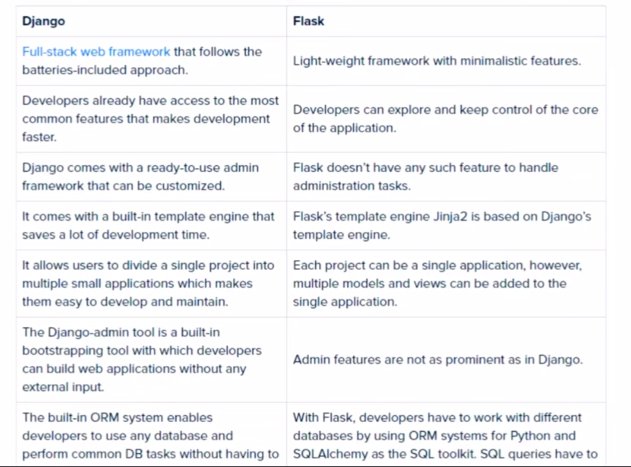 Django
Flask
Full-stack web framework that follows the
batteries-included approach.
Light-weight framework with minimalistic features.
Developers already have access to the most
common features that makes development
faster.
Developers can explore and keep control of the core
of the application.
Django comes with a ready-to-use admin
framework that can be customized.
Flask doesn't have any such feature to handle
administration tasks.
It comes with a built-in template engine that
saves a lot of development time.
Flask's template engine Jinja2 is based on Django's
template engine.
It allows users to divide a single project into
multiple small applications which makes
them easy to develop and maintain.
Each project can be a single application, however,
multiple models and views can be added to the
single application.
The Django-admin tool is a built-in
bootstrapping tool with which developers
can build web applications without any
external input.
Admin features are not as prominent as in Django.
The built-in ORM system enables
developers to use any database and
perform common DB tasks without having to
With Flask, developers have to work with different
databases by using ORM systems for Python and
SQLAlchemy as the SQL toolkit. SQL queries have to